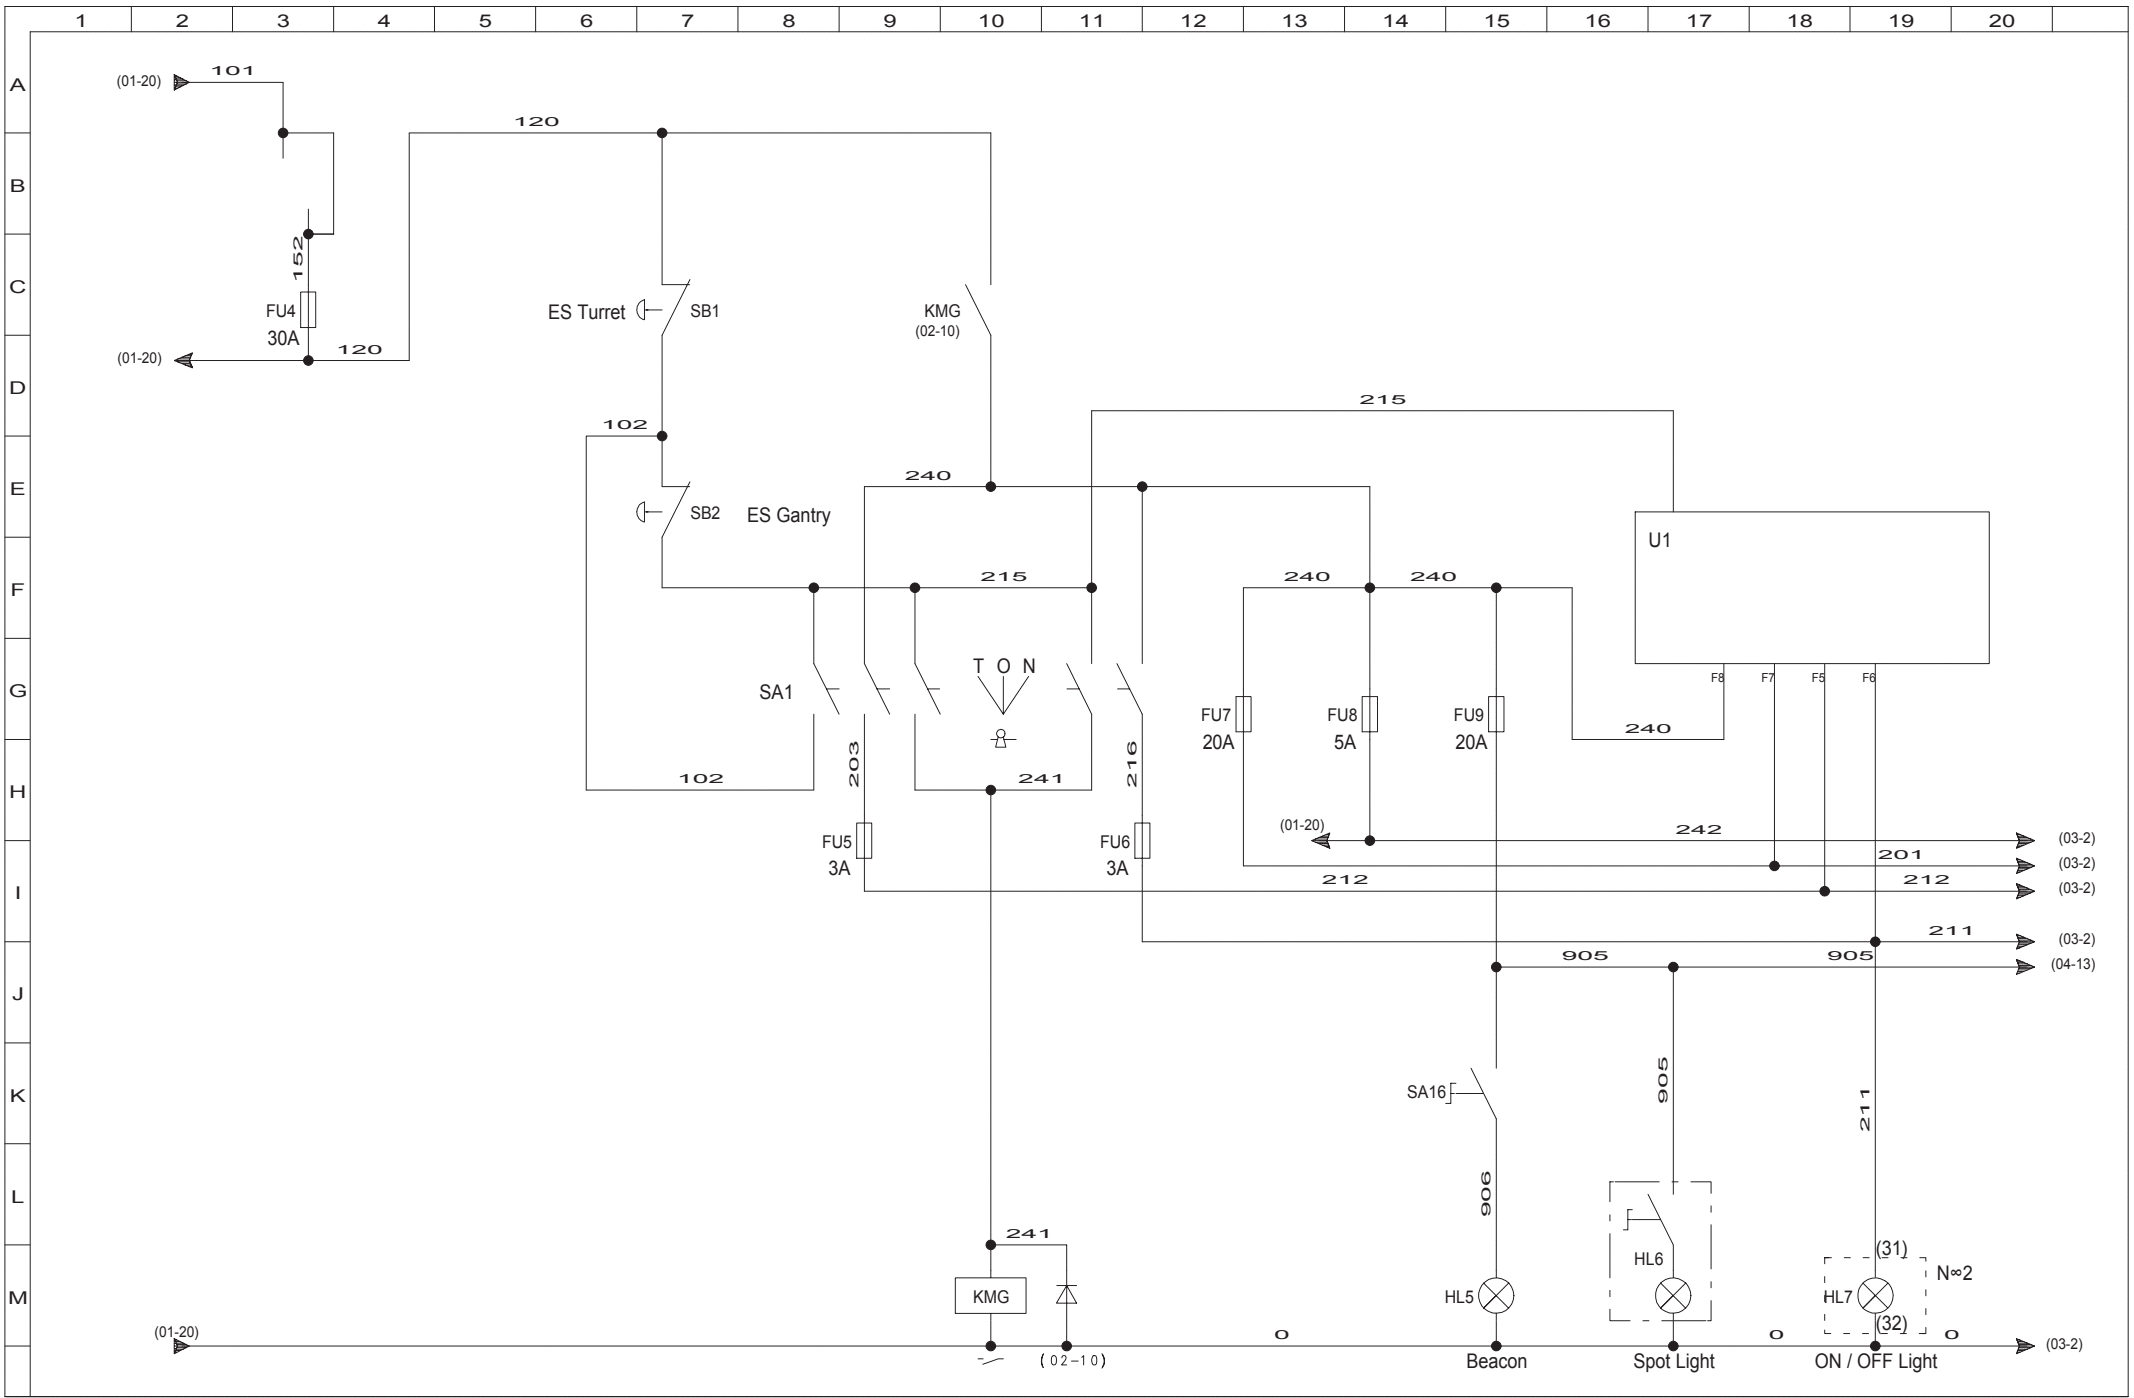 1 2 3 4 5 6 7 8 9 10 11 12 13 14 15 16 17 18 19 20
A
(01-20) 101
120
B
C
152
FU4
30A
ES Turret SB1
KMG
(02-10)
(01-20) 120
D
215
102
E
240
SB2 ES Gantry
U1
F
215 240 240
F8 F7 F5 F6
G
SA1
T O N
FU7 FU8 FU9
20A 5A 20A
240
203
216
H
102 241
(01-20) 242 (03-2)
FU5 FU6
3A 3A
201 (03-2)
I
212 212 (03-2)
211 (03-2)
905 905 (04-13)
J
K
SA16
905
211
L
906
241
HL6
(31)
N∞2
M
KMG
HL5
HL7
(32)
(01-20) 0 0 0 (03-2)
(02-10)
Beacon Spot Light ON / OFF Light